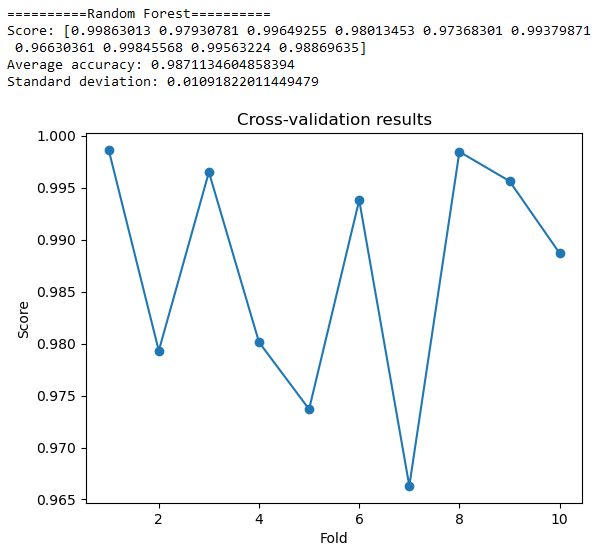 ==========Random Forest==========
Score: [0.99863013 0.97930781 0.99649255 0.98013453 0.97368301 0.99379871
0.96630361 0.99845568 0.99563224 0.98869635]
Average accuracy: 0.9871134604858394
Standard deviation: 0.01091822011449479
Cross-validation results
1.000
0.995
0.990
0.985
0.980
0.975
0.970
0.965
Score
2 4 6 8 10
Fold